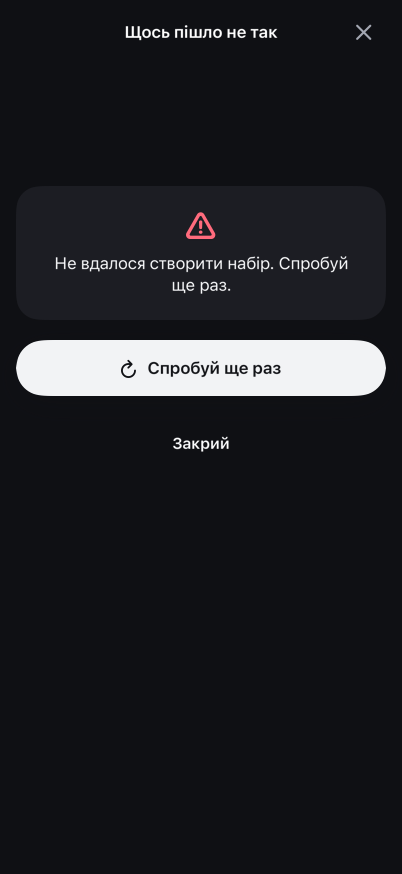 Щось пішло не так
Не вдалося створити набір. Спробуй
ще раз.
Спробуй ще раз
Закрий